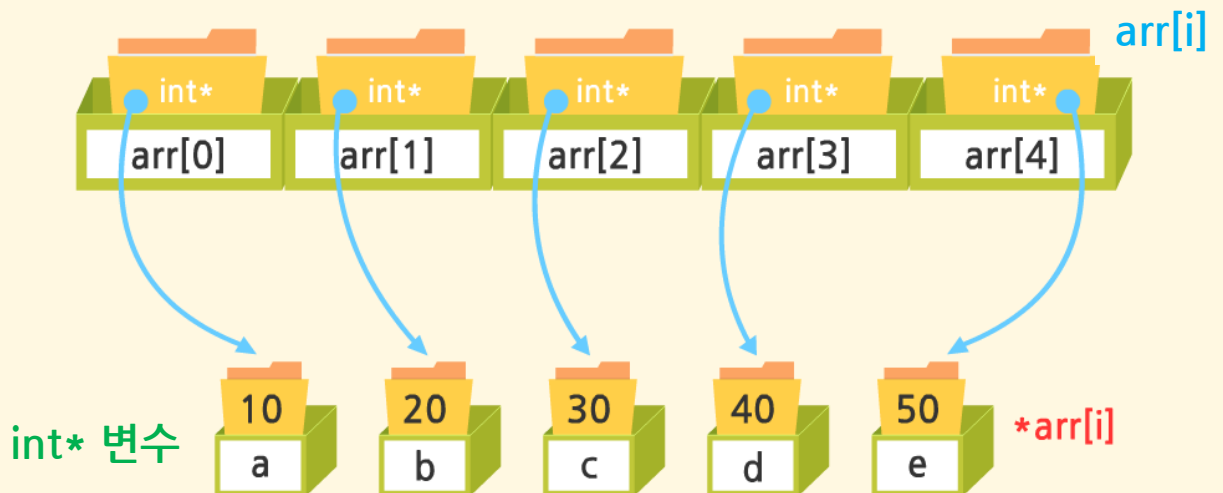 arr[i]
int* int* int* int* int*
arr[0] arr[1] arr[2] arr[3] arr[4]
10 20 30 40 50
int* 변수 a b c d e *arr[i]